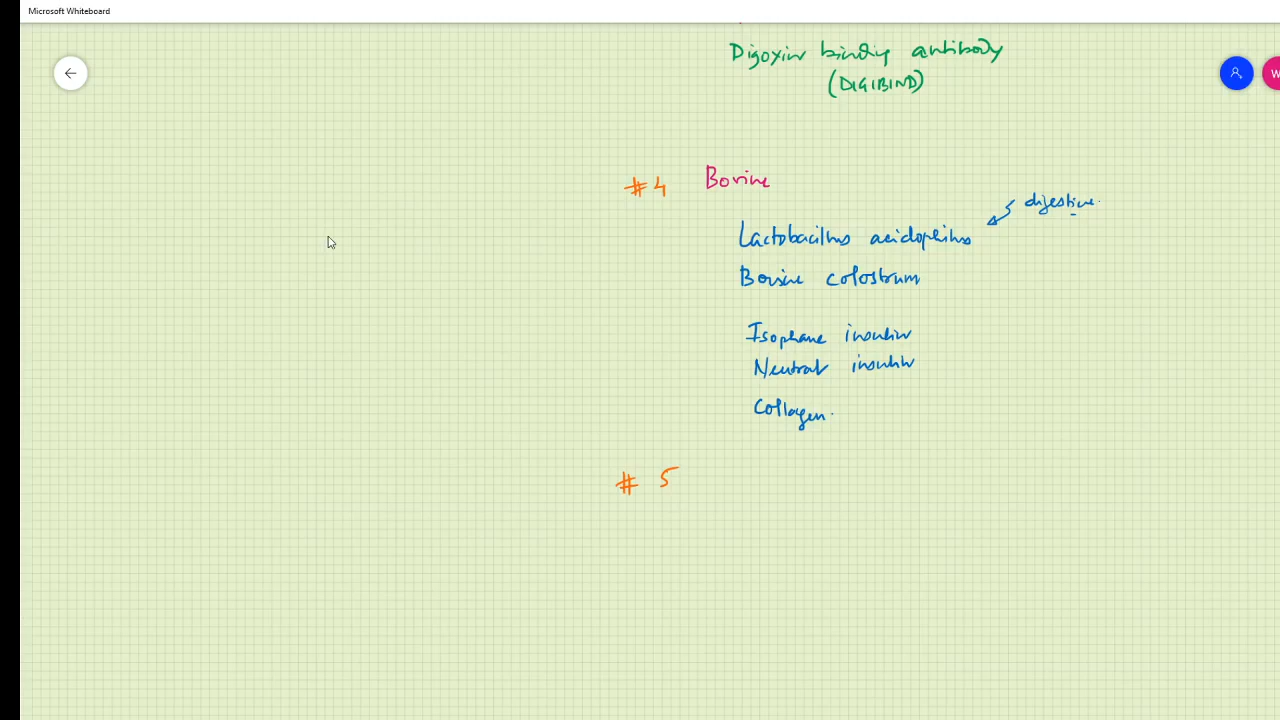 Microsoft Whiteboard
Digoxin binding antibody
(DIGIBIND)
W
#4 Bovine
digestive.
Lactobacillus acidophilus
Bovine colostrum
Isophane insulin
Neutral insulin
Collagen.
# 5